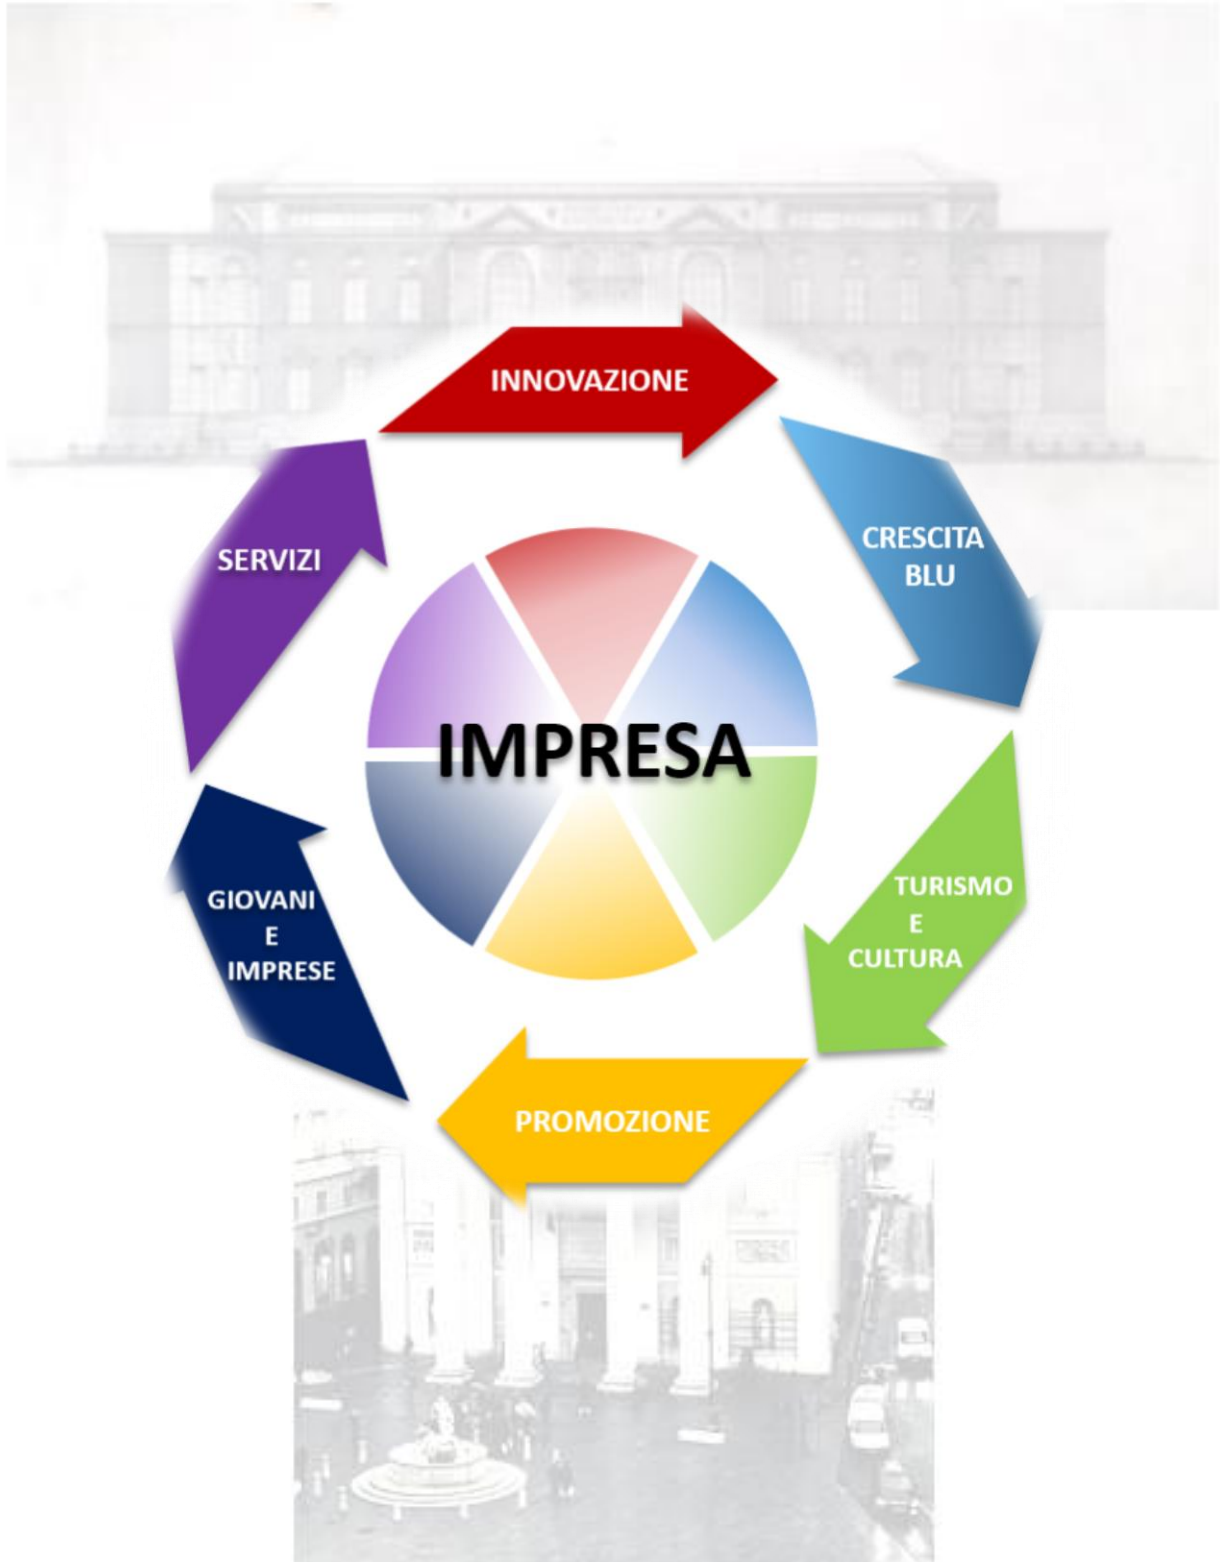 INNOVAZIONE
CRESCITA
BLU
SERVIZI
IMPRESA
TURISMO
E
CULTURA
GIOVANI
E
IMPRESE
PROMOZIONE